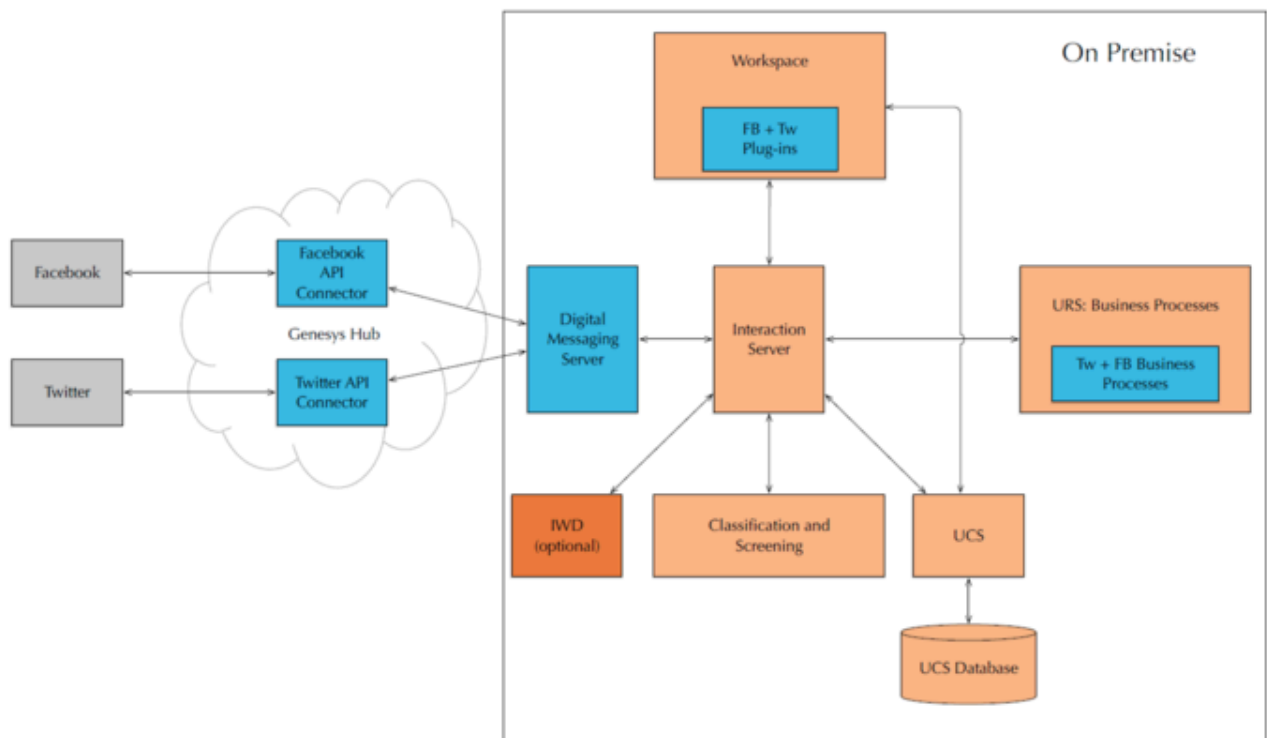 On Premise
Workspace
FB + Tw
Plug-ins
Facebook
Facebook
API
Connector
Genesys Hub
Twitter
Twitter API
Connector
Digital
Messaging
Server
Interaction
Server
URS: Business Processes
Tw + FB Business
Processes
IWD
(optional)
Classification and
Screening
UCS
UCS Database